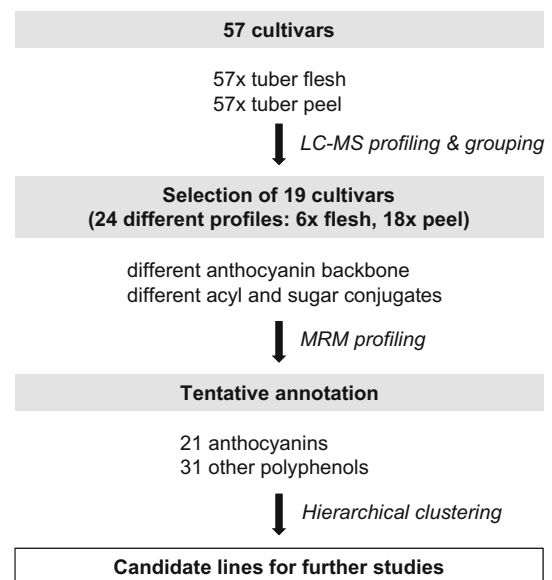 57 cultivars
57x tuber flesh
57x tuber peel
LC-MS profiling & grouping
Selection of 19 cultivars
(24 different profiles: 6x flesh, 18x peel)
different anthocyanin backbone
different acyl and sugar conjugates
MRM profiling
Tentative annotation
21 anthocyanins
31 other polyphenols
Hierarchical clustering
Candidate lines for further studies